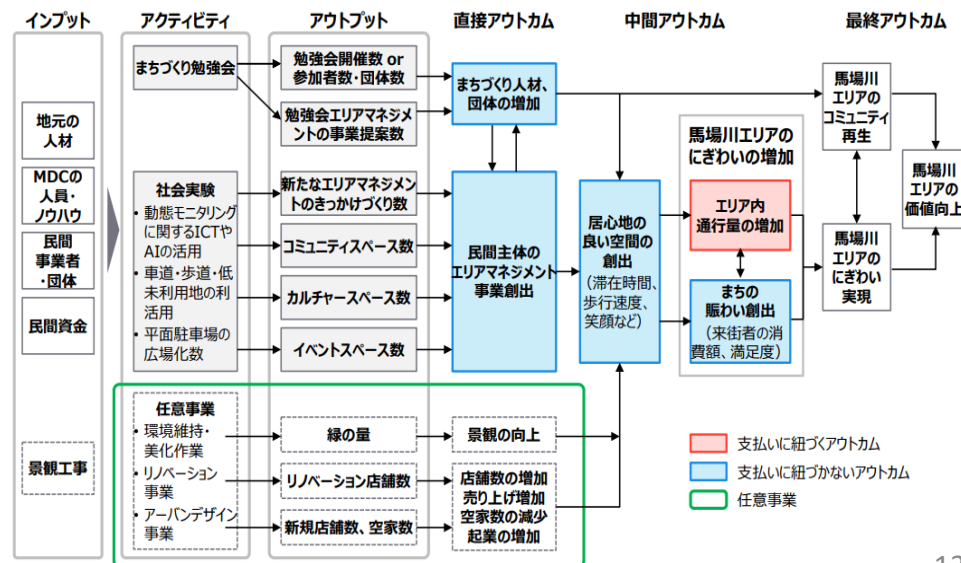 インプット
アクティビティ
アウトプット
直接アウトカム
中間アウトカム
最終アウトカム
地元の
人材
MDCの
人員・
ノウハウ
民間
事業者
・団体
民間資金
景観工事
まちづくり勉強会
社会実験
• 動態モニタリング
に関するICTや
AIの活用
• 車道・歩道・低
未利用地の利
活用
• 平面駐車場の
広場化数
任意事業
• 環境維持・
美化作業
• リノベーション
事業
• アーバンデザイン
事業
勉強会開催数 or
参加者数・団体数
勉強会エリアマネジメ
ントの事業提案数
新たなエリアマネジメン
トのきっかけづくり数
コミュニティスペース数
カルチャースペース数
イベントスペース数
緑の量
リノベーション店舗数
新規店舗数、空家数
まちづくり人材、
団体の増加
民間主体の
エリアマネジメント
事業創出
景観の向上
店舗数の増加
売り上げ増加
空家数の減少
起業の増加
居心地の
良い空間の
創出
(滞在時間、
歩行速度、
笑顔など)
馬場川エリアの
にぎわいの増加
エリア内
通行量の増加
まちの
賑わい創出
(来街者の消
費額、満足度)
馬場川
エリアの
コミュニティ
再生
馬場川
エリアの
にぎわい
実現
馬場川
エリアの
価値向上
支払いに紐づくアウトカム
支払いに紐づかないアウトカム
任意事業